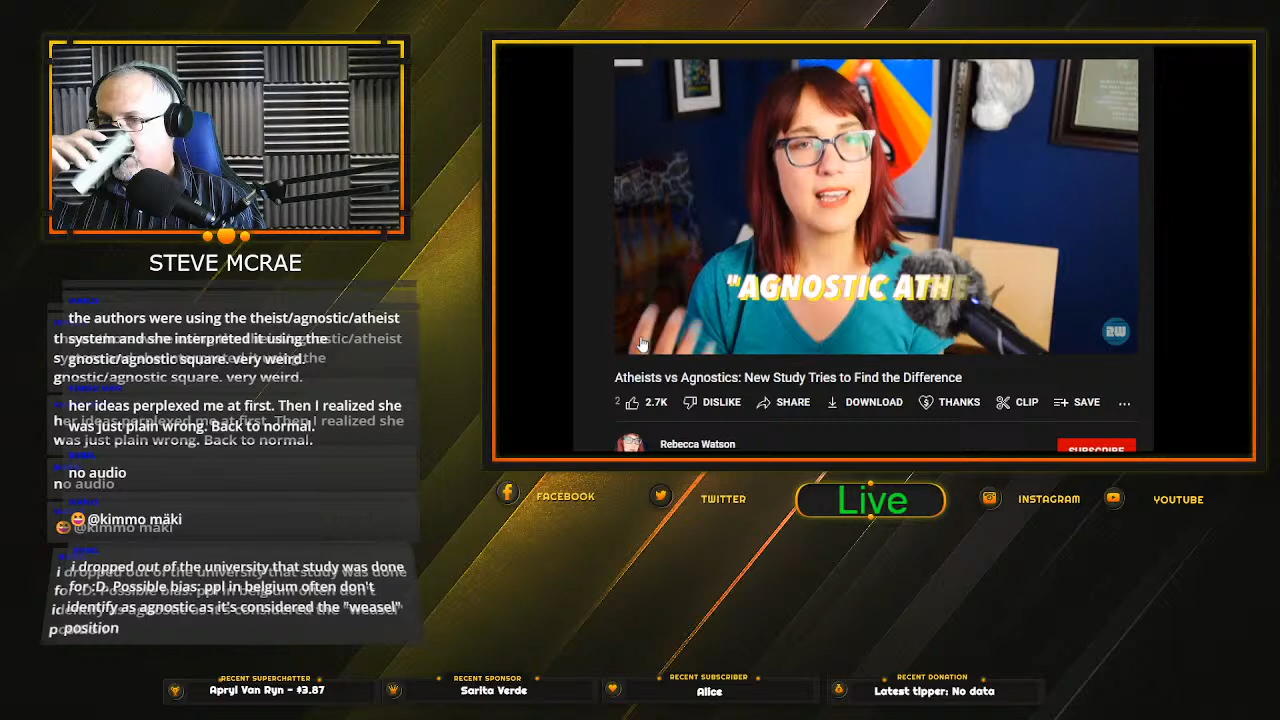 "AGNOSTIC ATHE
Atheists vs Agnostics: New Study Tries to Find the Difference
2 2.7K DISLIKE SHARE DOWNLOAD THANKS CLIP SAVE ...
Rebecca Watson
SUBSCRIBE
STEVE MCRAE
the authors were using the theist/agnostic/atheist
system and she interpreted it using the
gnostic/agnostic square. very weird.
her ideas perplexed me at first. Then I realized she
was just plain wrong. Back to normal.
no audio
@kimmo mäki
i dropped out of the university that study was done
for :D. Possible bias: ppl in belgium often don't
identify as agnostic as it's considered the "weasel"
position
FACEBOOK
TWITTER
Live
INSTAGRAM
YOUTUBE
RECENT SUPERCHATTER
Apryl Van Ryn - $3.87
RECENT SPONSOR
Sarita Verde
RECENT SUBSCRIBER
Alice
RECENT DONATION
Latest tipper: No data